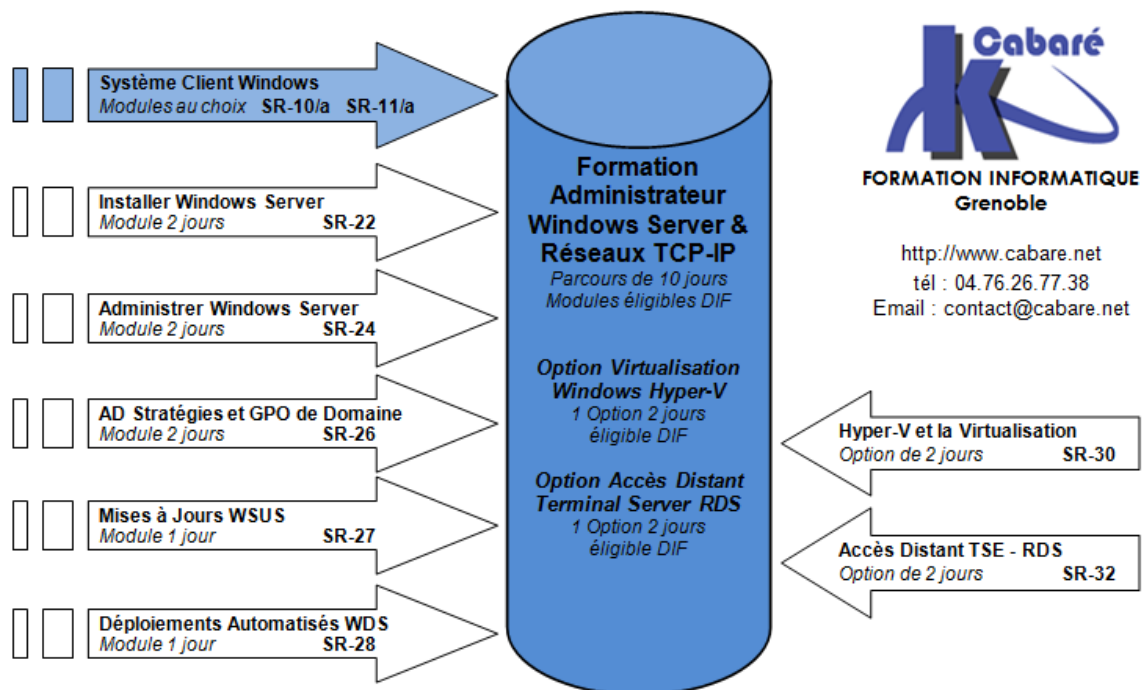 Système Client Windows
Modules au choix SR-10/a SR-11/a
Installer Windows Server
Module 2 jours SR-22
Administrer Windows Server
Module 2 jours SR-24
AD Stratégies et GPO de Domaine
Module 2 jours SR-26
Mises à Jours WSUS
Module 1 jour SR-27
Déploiements Automatisés WDS
Module 1 jour SR-28
Formation
Administrateur
Windows Server &
Réseaux TCP-IP
Parcours de 10 jours
Modules éligibles DIF
Option Virtualisation
Windows Hyper-V
1 Option 2 jours
éligible DIF
Option Accès Distant
Terminal Server RDS
1 Option 2 jours
éligible DIF
Cabaré
FORMATION INFORMATIQUE
Grenoble
http://www.cabare.net
tél : 04.76.26.77.38
Email : contact@cabare.net
Hyper-V et la Virtualisation
Option de 2 jours SR-30
Accès Distant TSE - RDS
Option de 2 jours SR-32